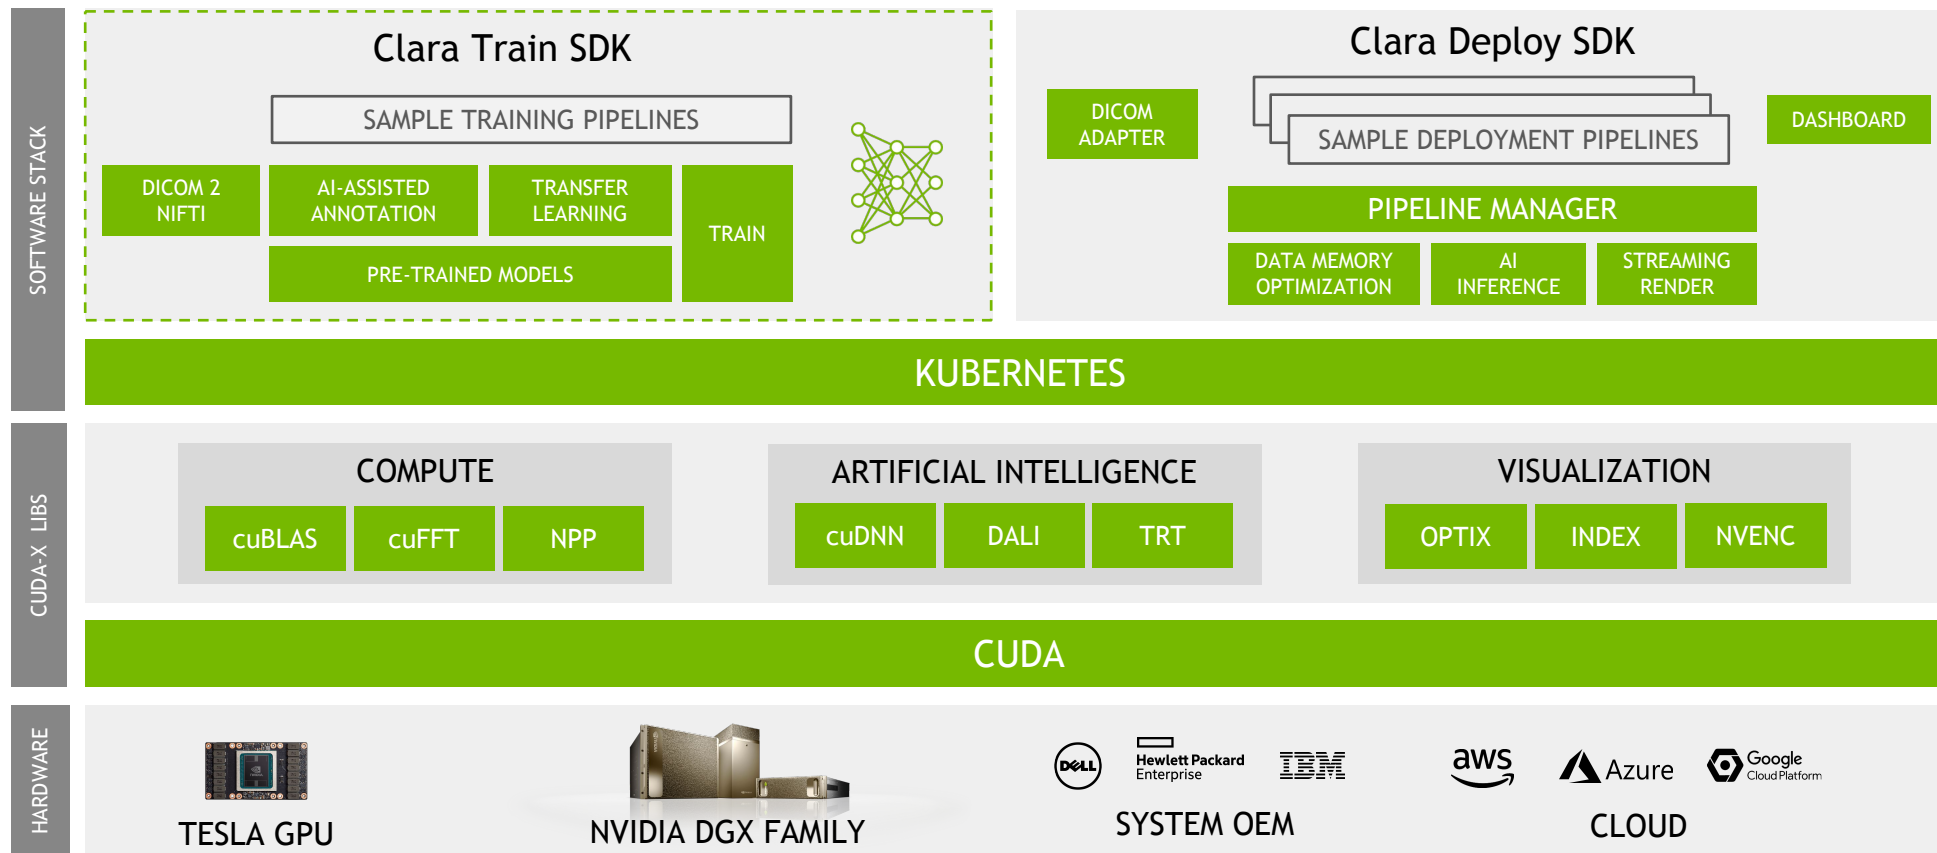 SOFTWARE STACK
Clara Train SDK
SAMPLE TRAINING PIPELINES
DICOM 2
NIFTI
AI-ASSISTED
ANNOTATION
TRANSFER
LEARNING
TRAIN
PRE-TRAINED MODELS
Clara Deploy SDK
DICOM
ADAPTER
SAMPLE DEPLOYMENT PIPELINES
DASHBOARD
PIPELINE MANAGER
DATA MEMORY
OPTIMIZATION
AI
INFERENCE
STREAMING
RENDER
KUBERNETES
CUDA-X LIBS
COMPUTE
cuBLAS
cuFFT
NPP
ARTIFICIAL INTELLIGENCE
cuDNN
DALI
TRT
VISUALIZATION
OPTIX
INDEX
NVENC
CUDA
HARDWARE
TESLA GPU
NVIDIA DGX FAMILY
DELL
Hewlett Packard
Enterprise
IBM
SYSTEM OEM
aws
Azure
Google
Cloud Platform
CLOUD